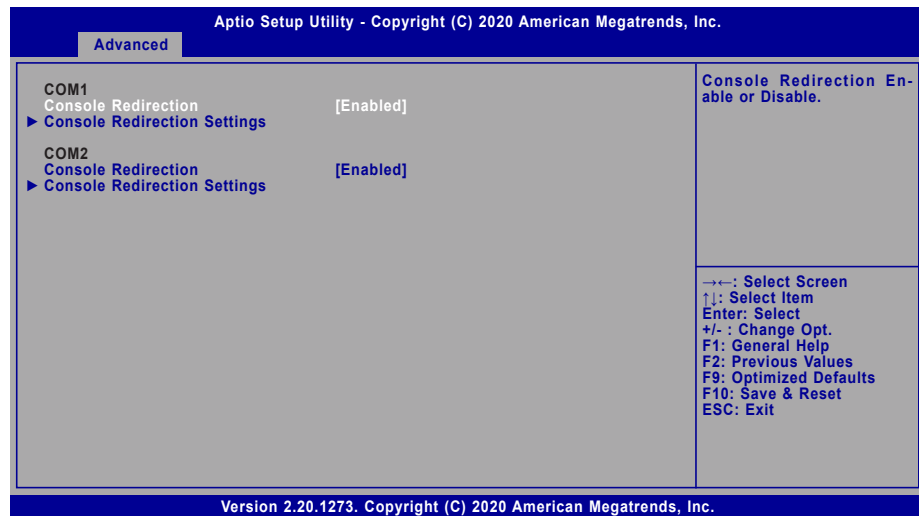 Aptio Setup Utility - Copyright (C) 2020 American Megatrends, Inc.
Advanced
COM1
Console Redirection [Enabled]
► Console Redirection Settings
COM2
Console Redirection [Enabled]
► Console Redirection Settings
Console Redirection En-
able or Disable.
→←: Select Screen
↑↓: Select Item
Enter: Select
+/- : Change Opt.
F1: General Help
F2: Previous Values
F9: Optimized Defaults
F10: Save & Reset
ESC: Exit
Version 2.20.1273. Copyright (C) 2020 American Megatrends, Inc.